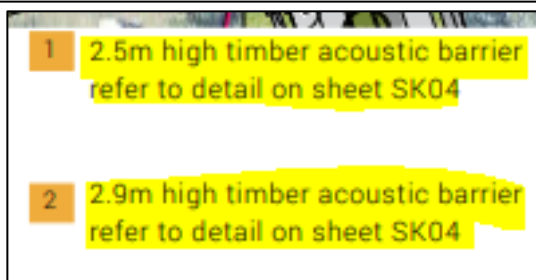 1 2.5m high timber acoustic barrier
refer to detail on sheet SK04
2 2.9m high timber acoustic barrier
refer to detail on sheet SK04